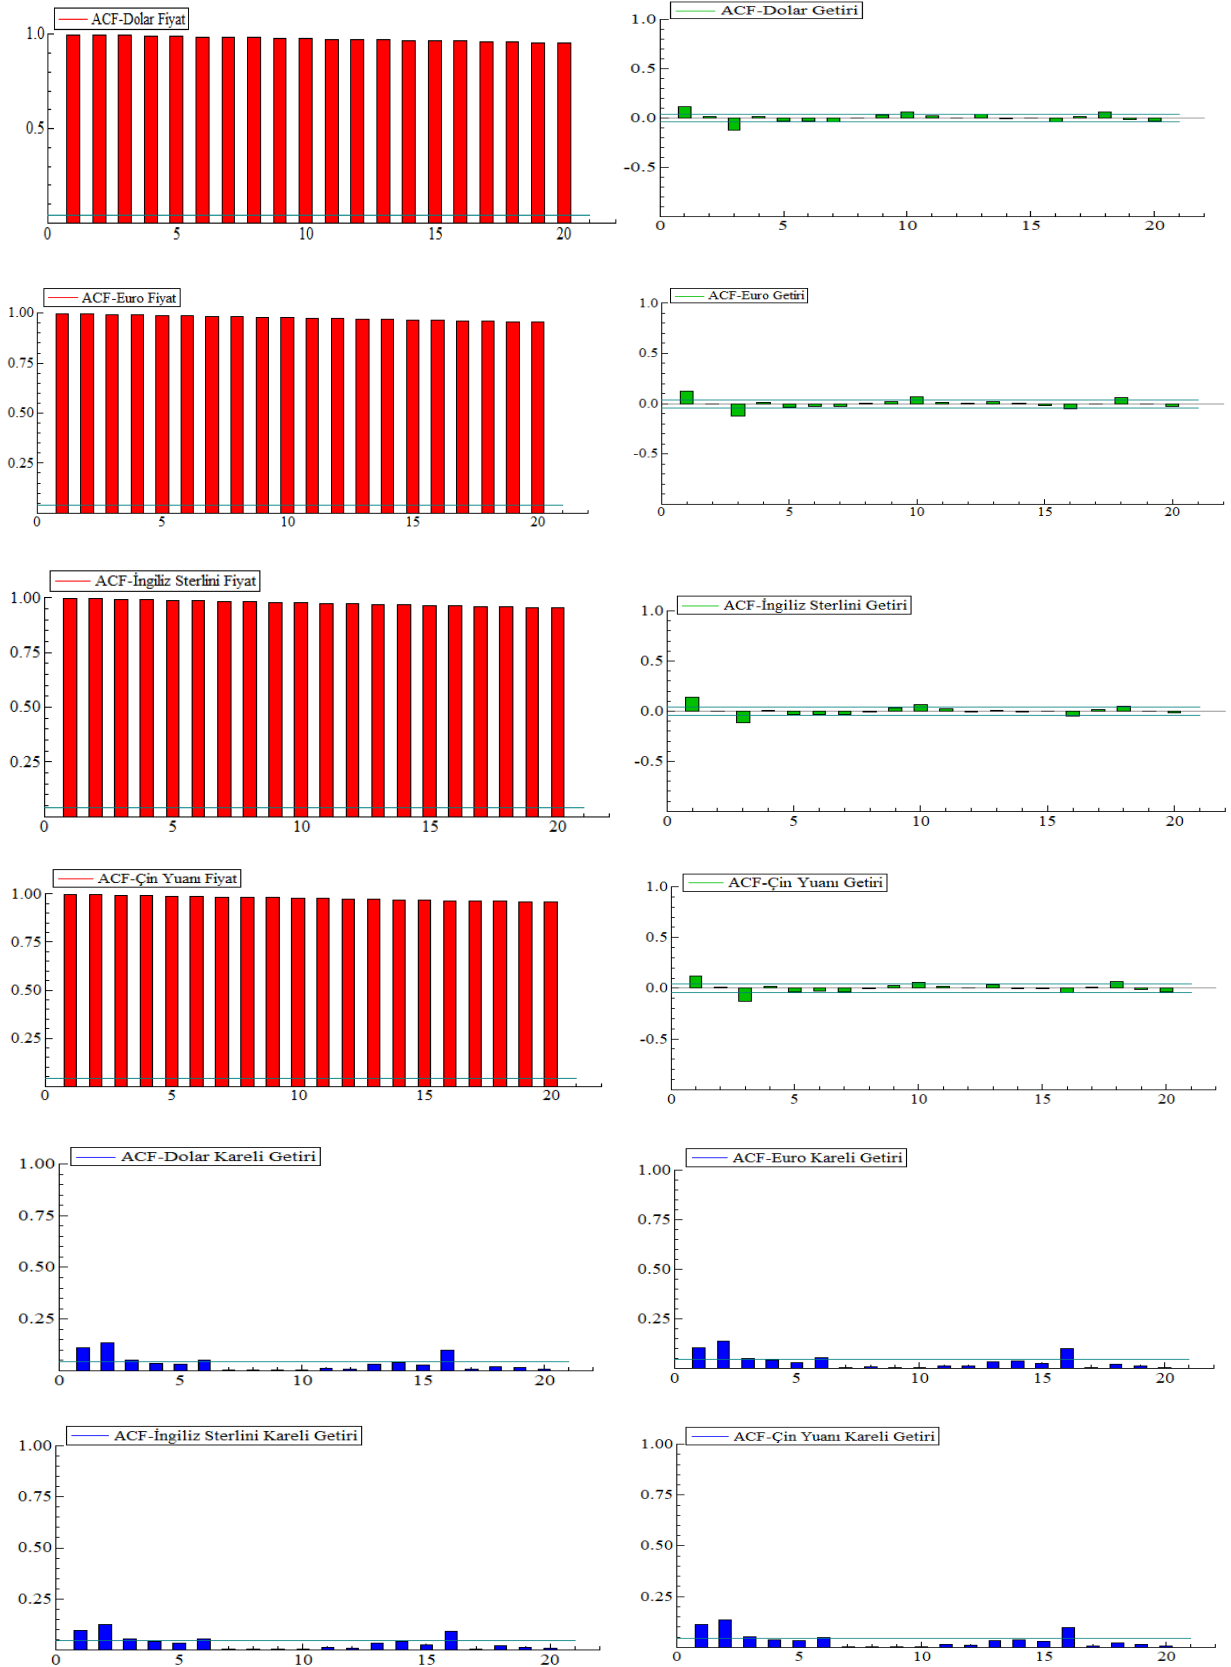 ACF-Dolar Fiyat
1.0
0.5
0 5 10 15 20
ACF-Dolar Getiri
1.0
0.5
0.0
-0.5
0 5 10 15 20
ACF-Euro Fiyat
1.00
0.75
0.50
0.25
0 5 10 15 20
ACF-Euro Getiri
1.0
0.5
0.0
-0.5
0 5 10 15 20
ACF-İngiliz Sterlini Fiyat
1.00
0.75
0.50
0.25
0 5 10 15 20
ACF-İngiliz Sterlini Getiri
1.0
0.5
0.0
-0.5
0 5 10 15 20
ACF-Çin Yuanı Fiyat
1.00
0.75
0.50
0.25
0 5 10 15 20
ACF-Çin Yuanı Getiri
1.0
0.5
0.0
-0.5
0 5 10 15 20
ACF-Dolar Kareli Getiri
1.00
0.75
0.50
0.25
0 5 10 15 20
ACF-Euro Kareli Getiri
1.00
0.75
0.50
0.25
0 5 10 15 20
ACF-İngiliz Sterlini Kareli Getiri
1.00
0.75
0.50
0.25
0 5 10 15 20
ACF-Çin Yuanı Kareli Getiri
1.00
0.75
0.50
0.25
0 5 10 15 20